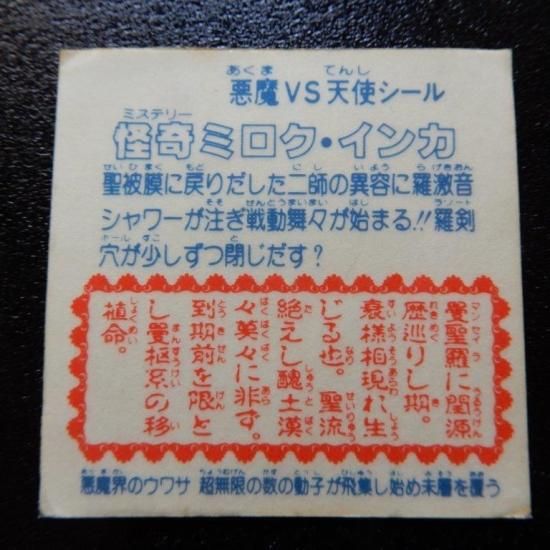 悪魔VS天使シール
怪奇ミロク・インカ
聖被膜に戻りだした二師の異容に羅激音
シャワーが注ぎ戦動舞々が始まる!!羅剣
穴が少しずつ閉じだす?
曼聖羅に閏源
歴巡りし期。
衰様相現れ生
じる也。聖流
絶えし醜土漠
々莫々に非ず。
到期前を限と
し曼枢系の移
植命。
悪魔界のウワサ 超無限の数の動子が飛集し始め未層を覆う